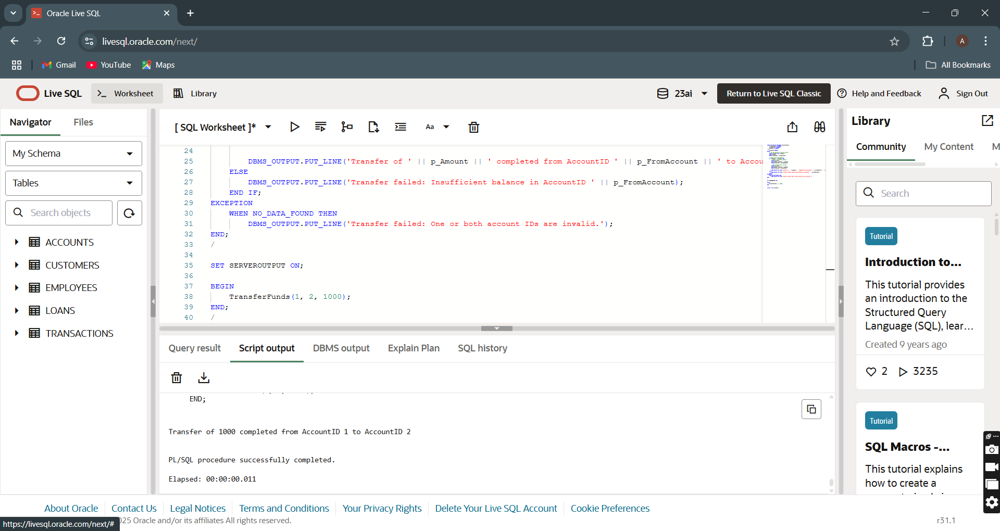 Oracle Live SQL
livesql.oracle.com/next/
A
Gmail
YouTube
Maps
All Bookmarks
Live SQL
Worksheet
Library
23ai
Return to Live SQL Classic
Help and Feedback
Sign Out
Navigator
Files
My Schema
Tables
Search objects
ACCOUNTS
CUSTOMERS
EMPLOYEES
LOANS
TRANSACTIONS
[ SQL Worksheet ]*
Aa
24
25 DBMS_OUTPUT.PUT_LINE('Transfer of ' || p_Amount || ' completed from AccountID ' || p_FromAccount || ' to Accou
26 ELSE
27 DBMS_OUTPUT.PUT_LINE('Transfer failed: Insufficient balance in AccountID ' || p_FromAccount);
28 END IF;
29 EXCEPTION
30 WHEN NO_DATA_FOUND THEN
31 DBMS_OUTPUT.PUT_LINE('Transfer failed: One or both account IDs are invalid.');
32 END;
33 /
34
35 SET SERVEROUTPUT ON;
36
37 BEGIN
38 TransferFunds(1, 2, 1000);
39 END;
40 /
Query result
Script output
DBMS output
Explain Plan
SQL history
END;
Transfer of 1000 completed from AccountID 1 to AccountID 2
PL/SQL procedure successfully completed.
Elapsed: 00:00:00.011
Library
Community
My Content
M
Search
Tutorial
Introduction to...
This tutorial provides
an introduction to the
Structured Query
Language (SQL), lear...
Created 9 years ago
2
3235
Tutorial
SQL Macros -...
This tutorial explains
how to create a
About Oracle
Contact Us
Legal Notices
Terms and Conditions
Your Privacy Rights
Delete Your Live SQL Account
Cookie Preferences
https://livesql.oracle.com/next/#
25 Oracle and/or its affiliates All rights reserved.
r31.1